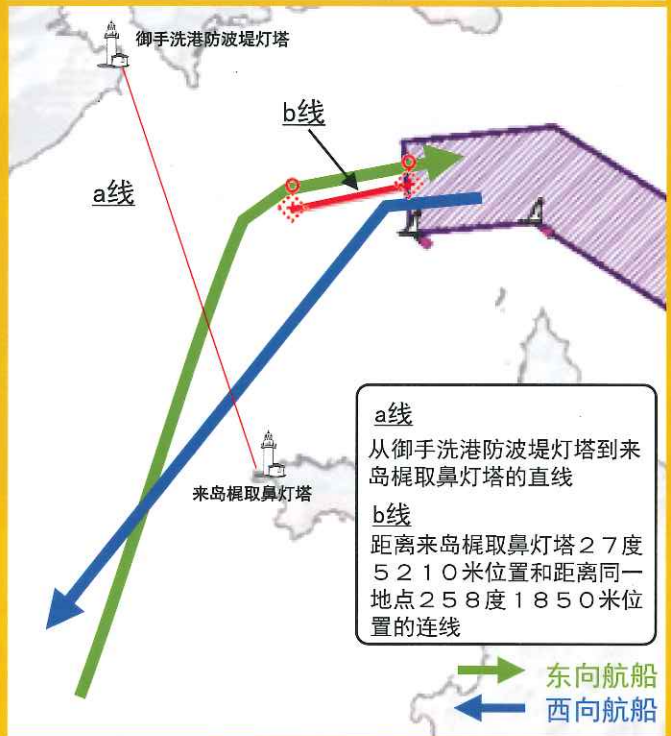 御手洗港防波堤灯塔
b线
a线
来岛梶取鼻灯塔
a线
从御手洗港防波堤灯塔到来
岛梶取鼻灯塔的直线
b线
距离来岛梶取鼻灯塔２７度
５２１０米位置和距离同一
地点２５８度１８５０米位
置的连线
东向航船
西向航船